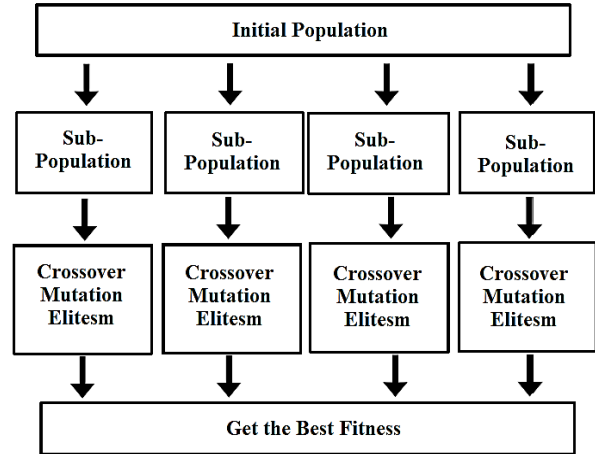 Initial Population
Sub-
Population
Sub-
Population
Sub-
Population
Sub-
Population
Crossover
Mutation
Elitesm
Crossover
Mutation
Elitesm
Crossover
Mutation
Elitesm
Crossover
Mutation
Elitesm
Get the Best Fitness